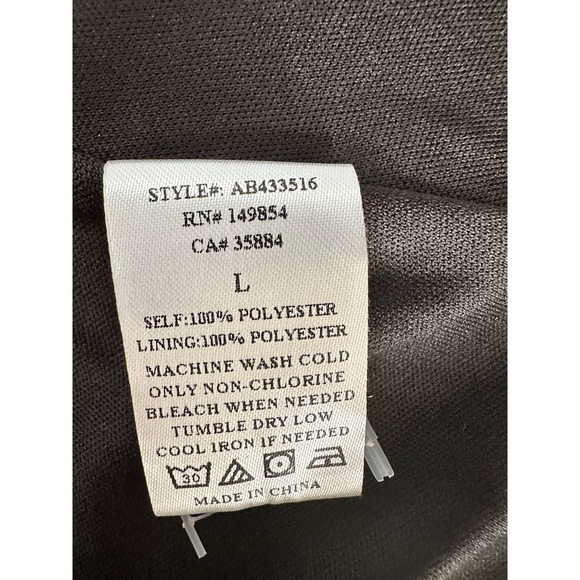 STYLE#: AB433516
RN# 149854
CA# 35884
L
SELF:100% POLYESTER
LINING:100% POLYESTER
MACHINE WASH COLD
ONLY NON-CHLORINE
BLEACH WHEN NEEDED
TUMBLE DRY LOW
COOL IRON IF NEEDED
30
MADE IN CHINA